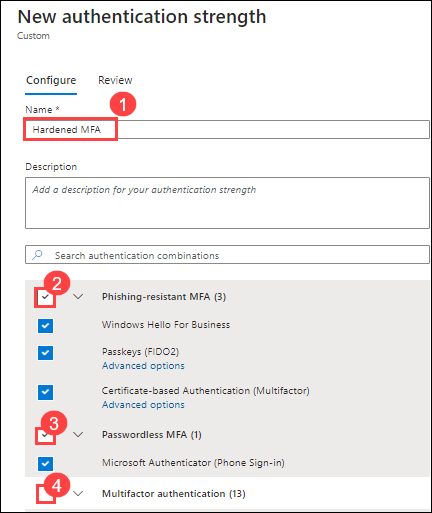 New authentication strength
Custom
Configure Review
1
Name *
Hardened MFA
Description
Add a description for your authentication strength
Search authentication combinations
2
Phishing-resistant MFA (3)
Windows Hello For Business
Passkeys (FIDO2)
Advanced options
Certificate-based Authentication (Multifactor)
Advanced options
3
Passwordless MFA (1)
Microsoft Authenticator (Phone Sign-in)
4
Multifactor authentication (13)